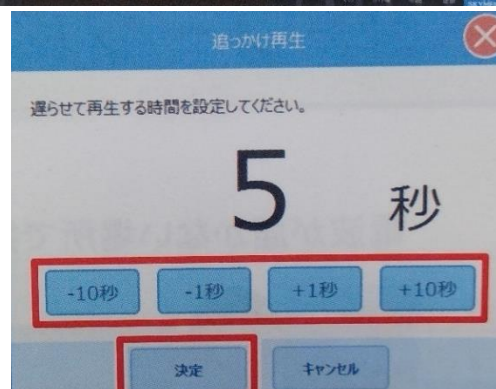 追っかけ再生
遅らせて再生する時間を設定してください。
5 秒
-10秒 -1秒 +1秒 +10秒
決定 キャンセル